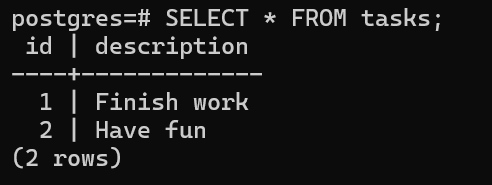 postgres=# SELECT * FROM tasks;
 id | description
----+-------------
  1 | Finish work
  2 | Have fun
(2 rows)